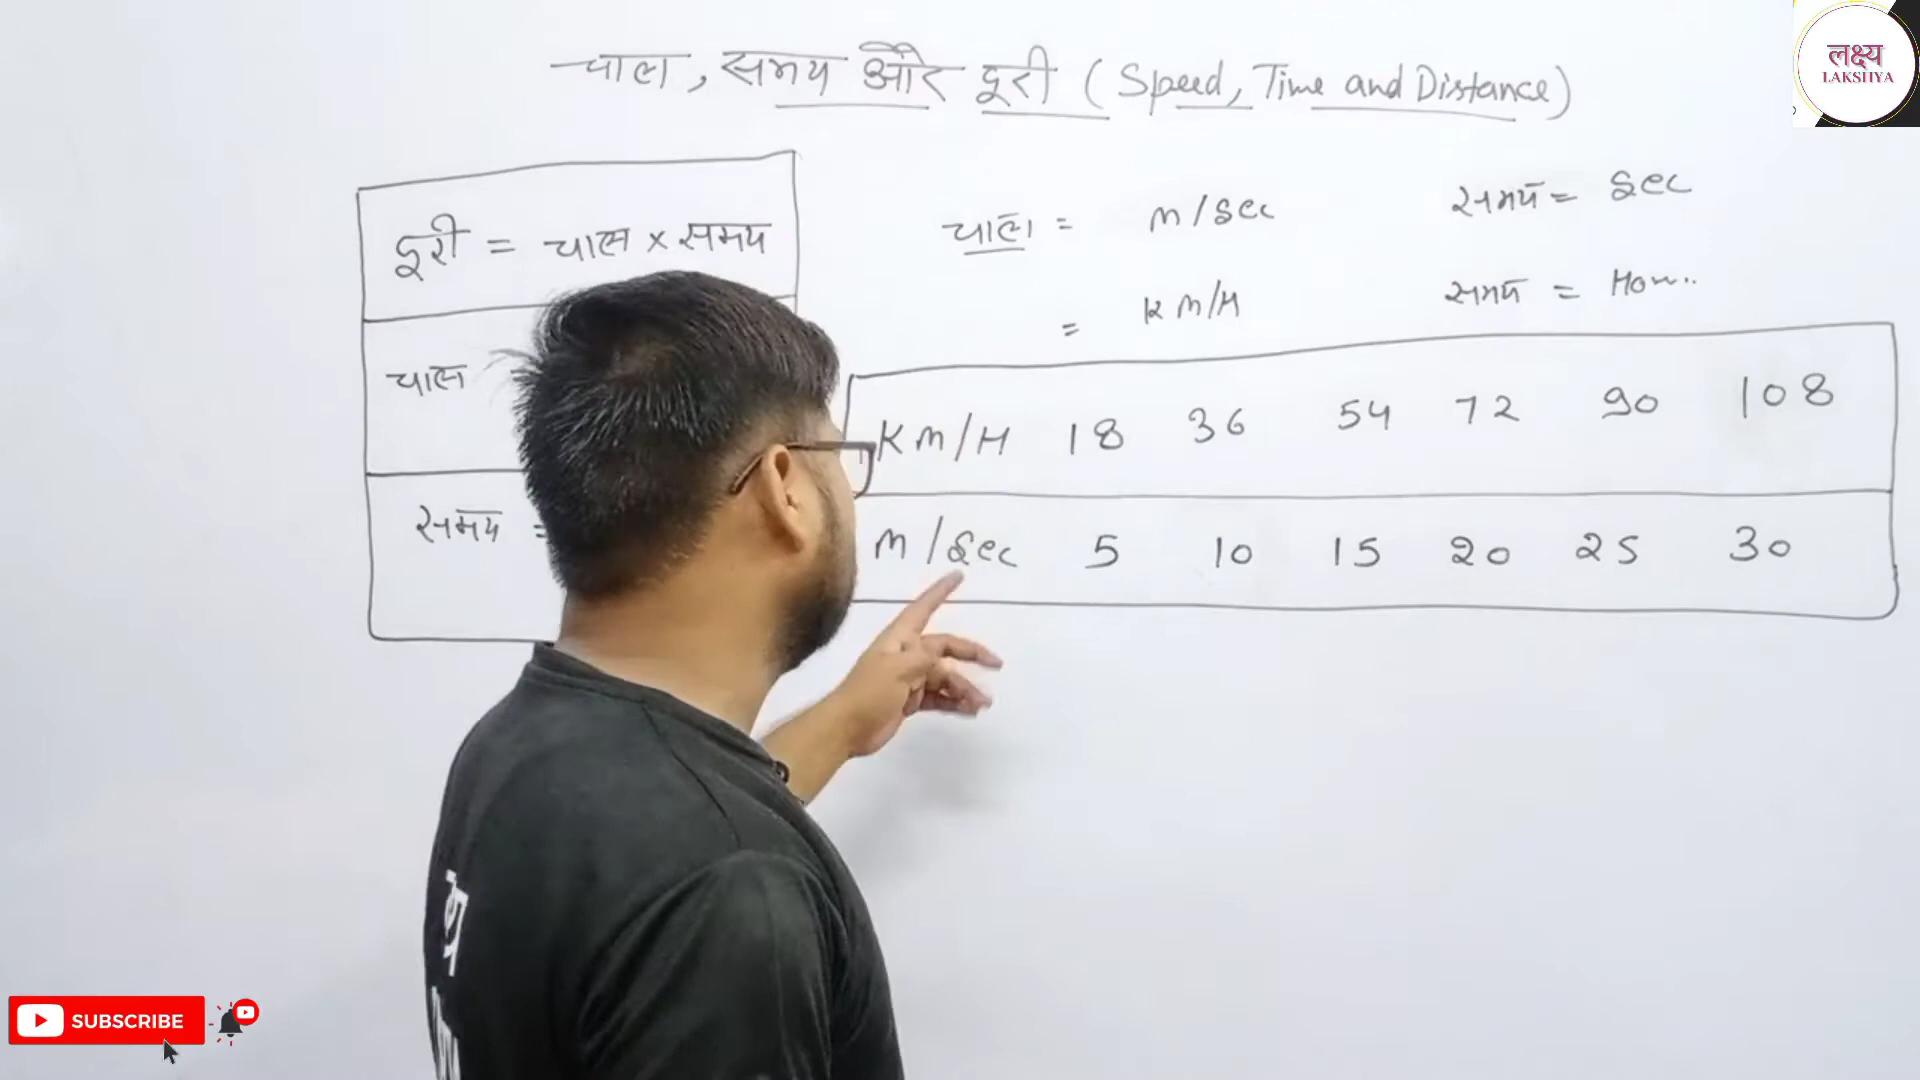 चाल, समय और दूरी (Speed, Time and Distance)
लक्ष्य
LAKSHYA
दूरी = चाल x समय
चाल
समय =
चाल = m/sec समय = sec
= Km/H समय =
Km/H 18 36 54 72 90 108
m/sec 5 10 15 20 25 30
SUBSCRIBE